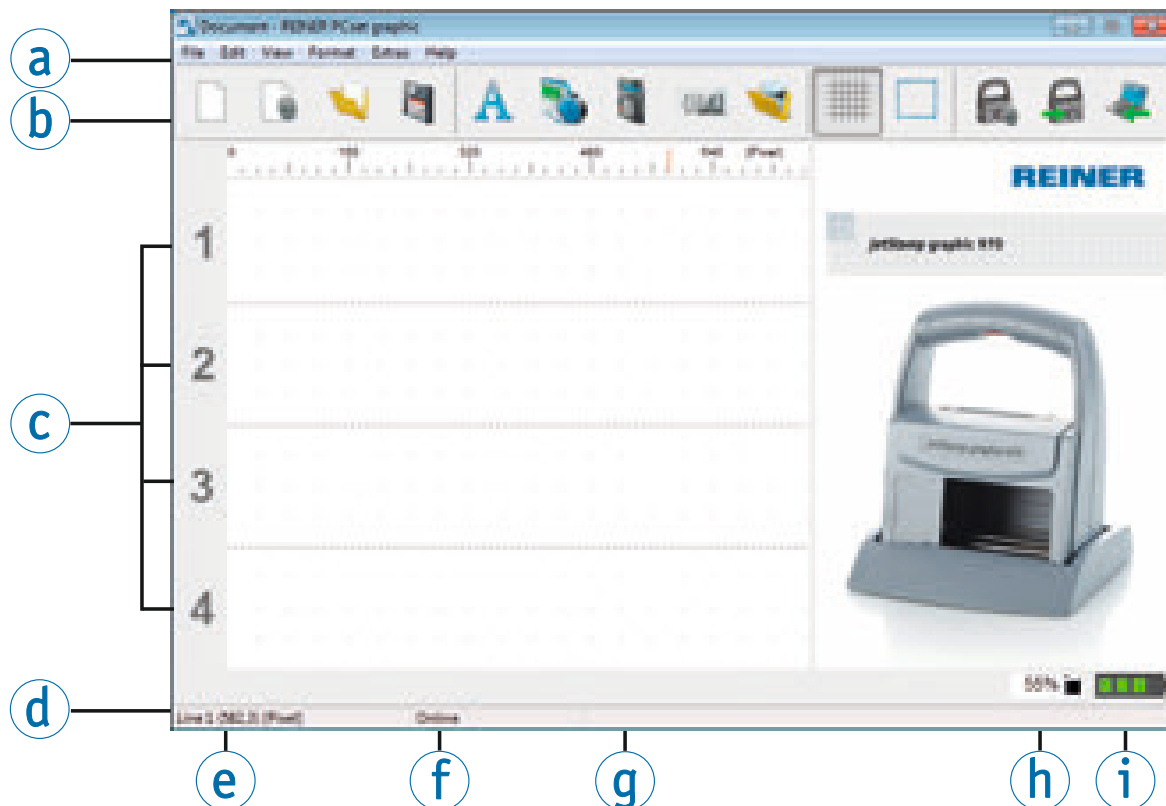 Document - REINER PCset graphic
File Edit View Format Extras Help
a
b
0 160 320 480 640 (Pixel)
REINER
jetStamp graphic 970
1
2
c
3
4
55%
d
Online
e f g h i